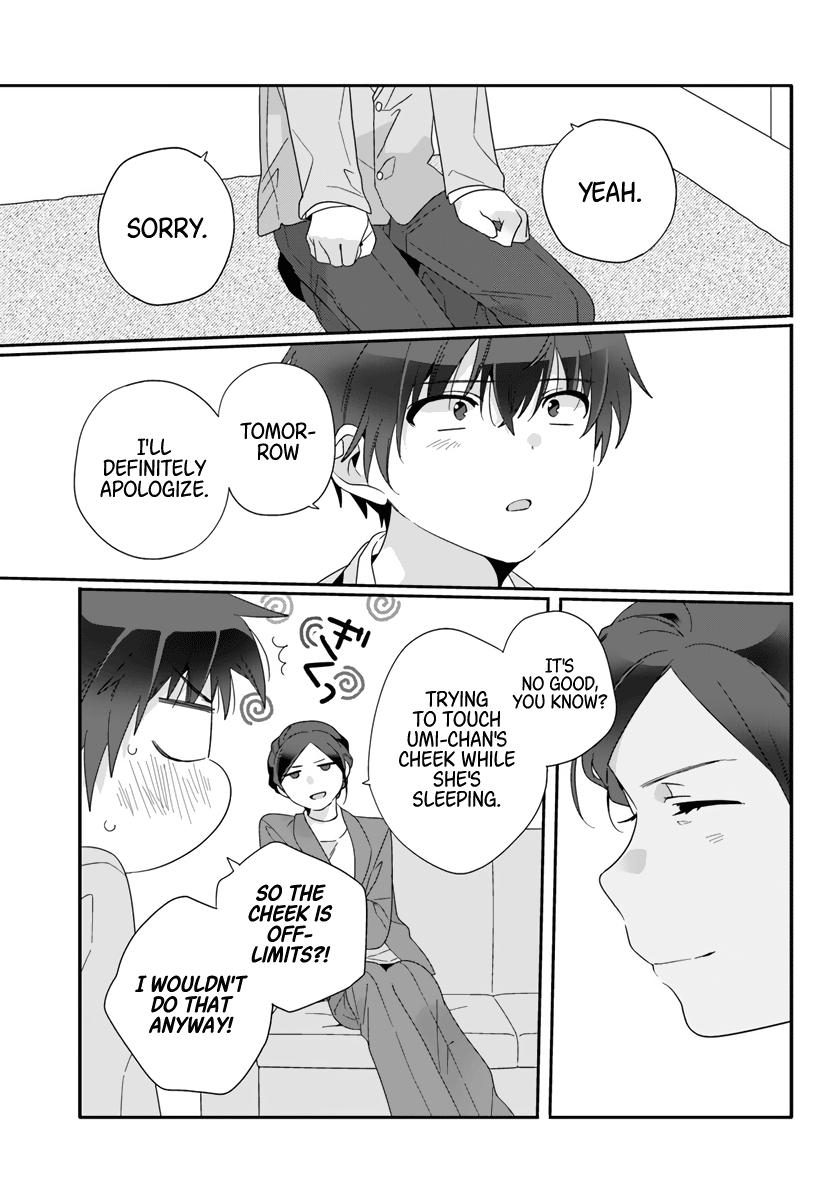 YEAH.
SORRY.
TOMOR-
ROW
I'LL
DEFINITELY
APOLOGIZE.
IT'S
NO GOOD,
YOU KNOW?
TRYING
TO TOUCH
UMI-CHAN'S
CHEEK WHILE
SHE'S
SLEEPING.
SO THE
CHEEK IS
OFF-
LIMITS?!
I WOULDN'T
DO THAT
ANYWAY!